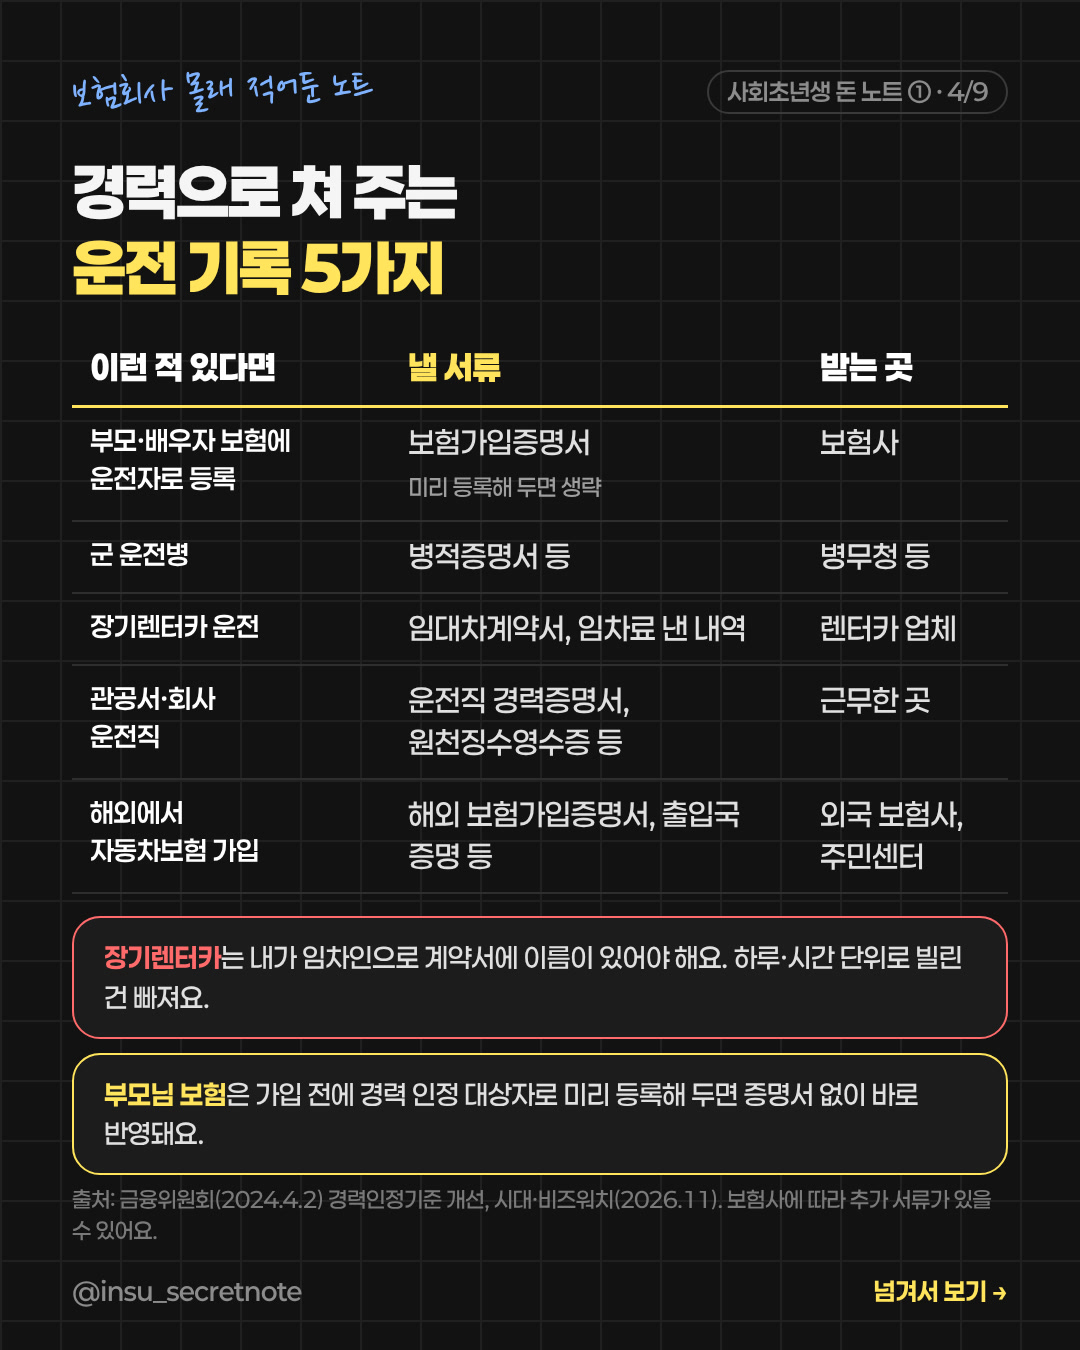 보험회사 몰래 적어둔 노트
사회초년생 돈 노트 ① · 4/9
경력으로 쳐 주는
운전 기록 5가지
이런 적 있다면 낼 서류 받는 곳
부모·배우자 보험에
운전자로 등록
보험가입증명서
미리 등록해 두면 생략
보험사
군 운전병
병적증명서 등
병무청 등
장기렌터카 운전
임대차계약서, 임차료 낸 내역
렌터카 업체
관공서·회사
운전직
운전직 경력증명서,
원천징수영수증 등
근무한 곳
해외에서
자동차보험 가입
해외 보험가입증명서, 출입국
증명 등
외국 보험사,
주민센터
장기렌터카는 내가 임차인으로 계약서에 이름이 있어야 해요. 하루·시간 단위로 빌린
건 빠져요.
부모님 보험은 가입 전에 경력 인정 대상자로 미리 등록해 두면 증명서 없이 바로
반영돼요.
출처: 금융위원회(2024.4.2) 경력인정기준 개선, 시대·비즈워치(2026.1 1). 보험사에 따라 추가 서류가 있을
수 있어요.
@insu_secretnote
넘겨서 보기 →